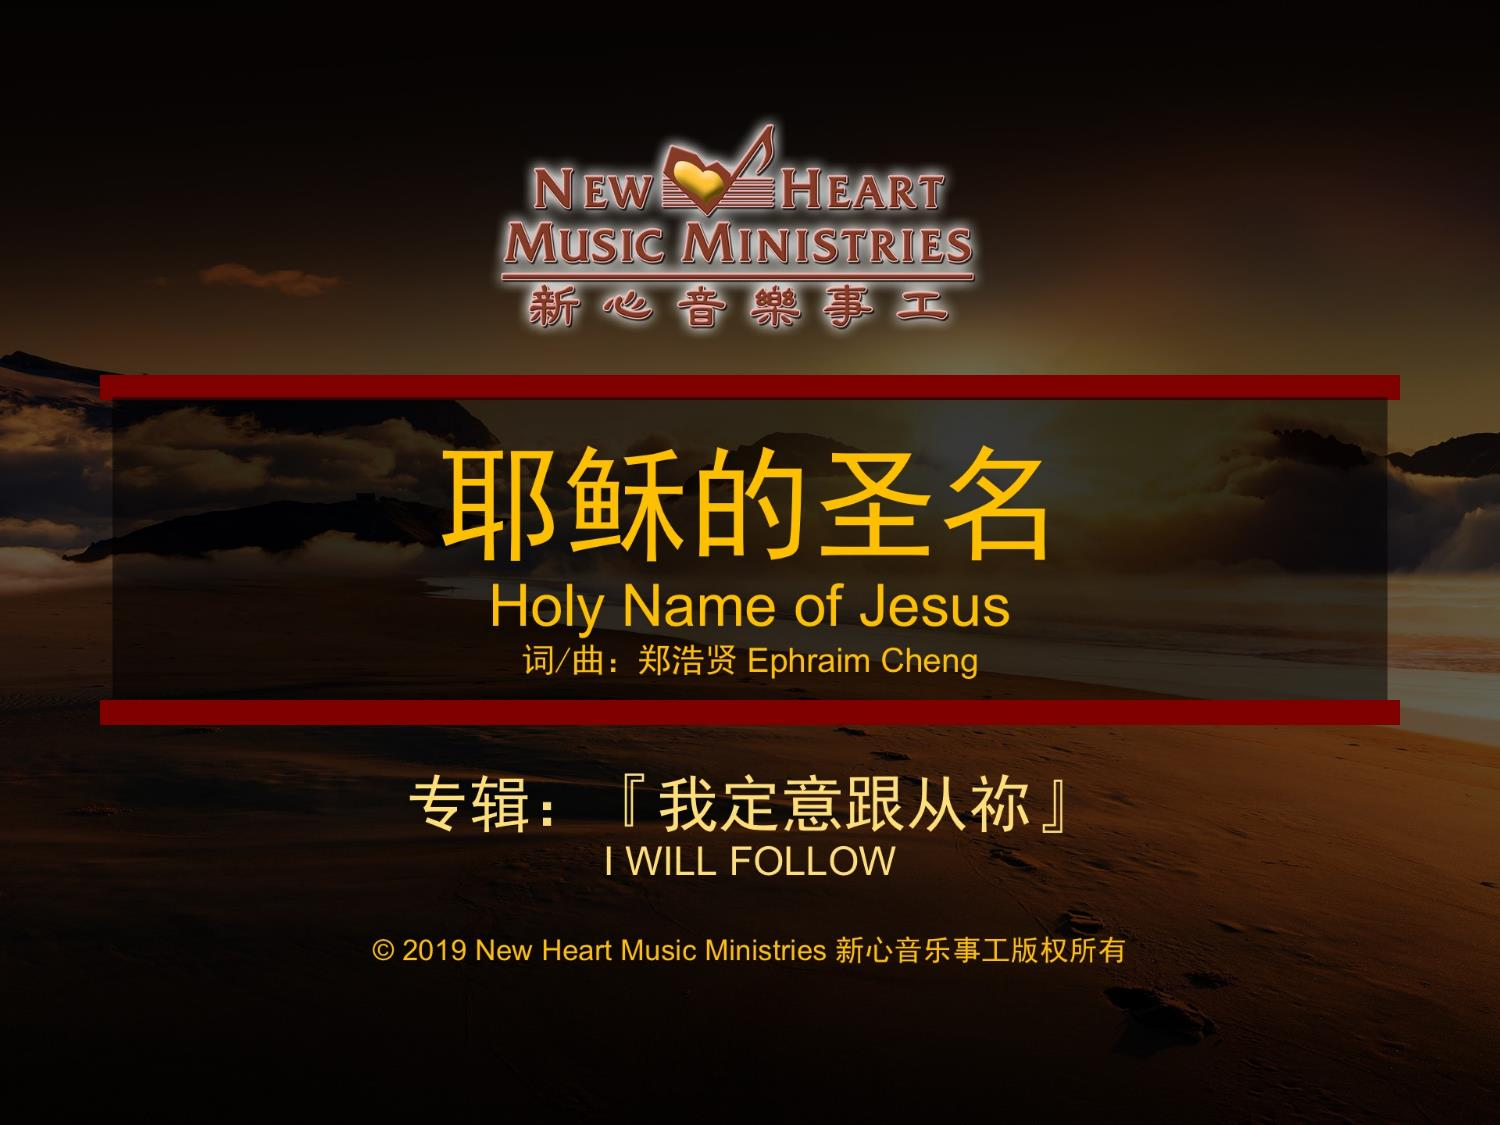 NEW HEART
MUSIC MINISTRIES
新心音樂事工
耶稣的圣名
Holy Name of Jesus
词/曲：郑浩贤 Ephraim Cheng
专辑：『我定意跟从祢』
I WILL FOLLOW
© 2019 New Heart Music Ministries 新心音乐事工版权所有